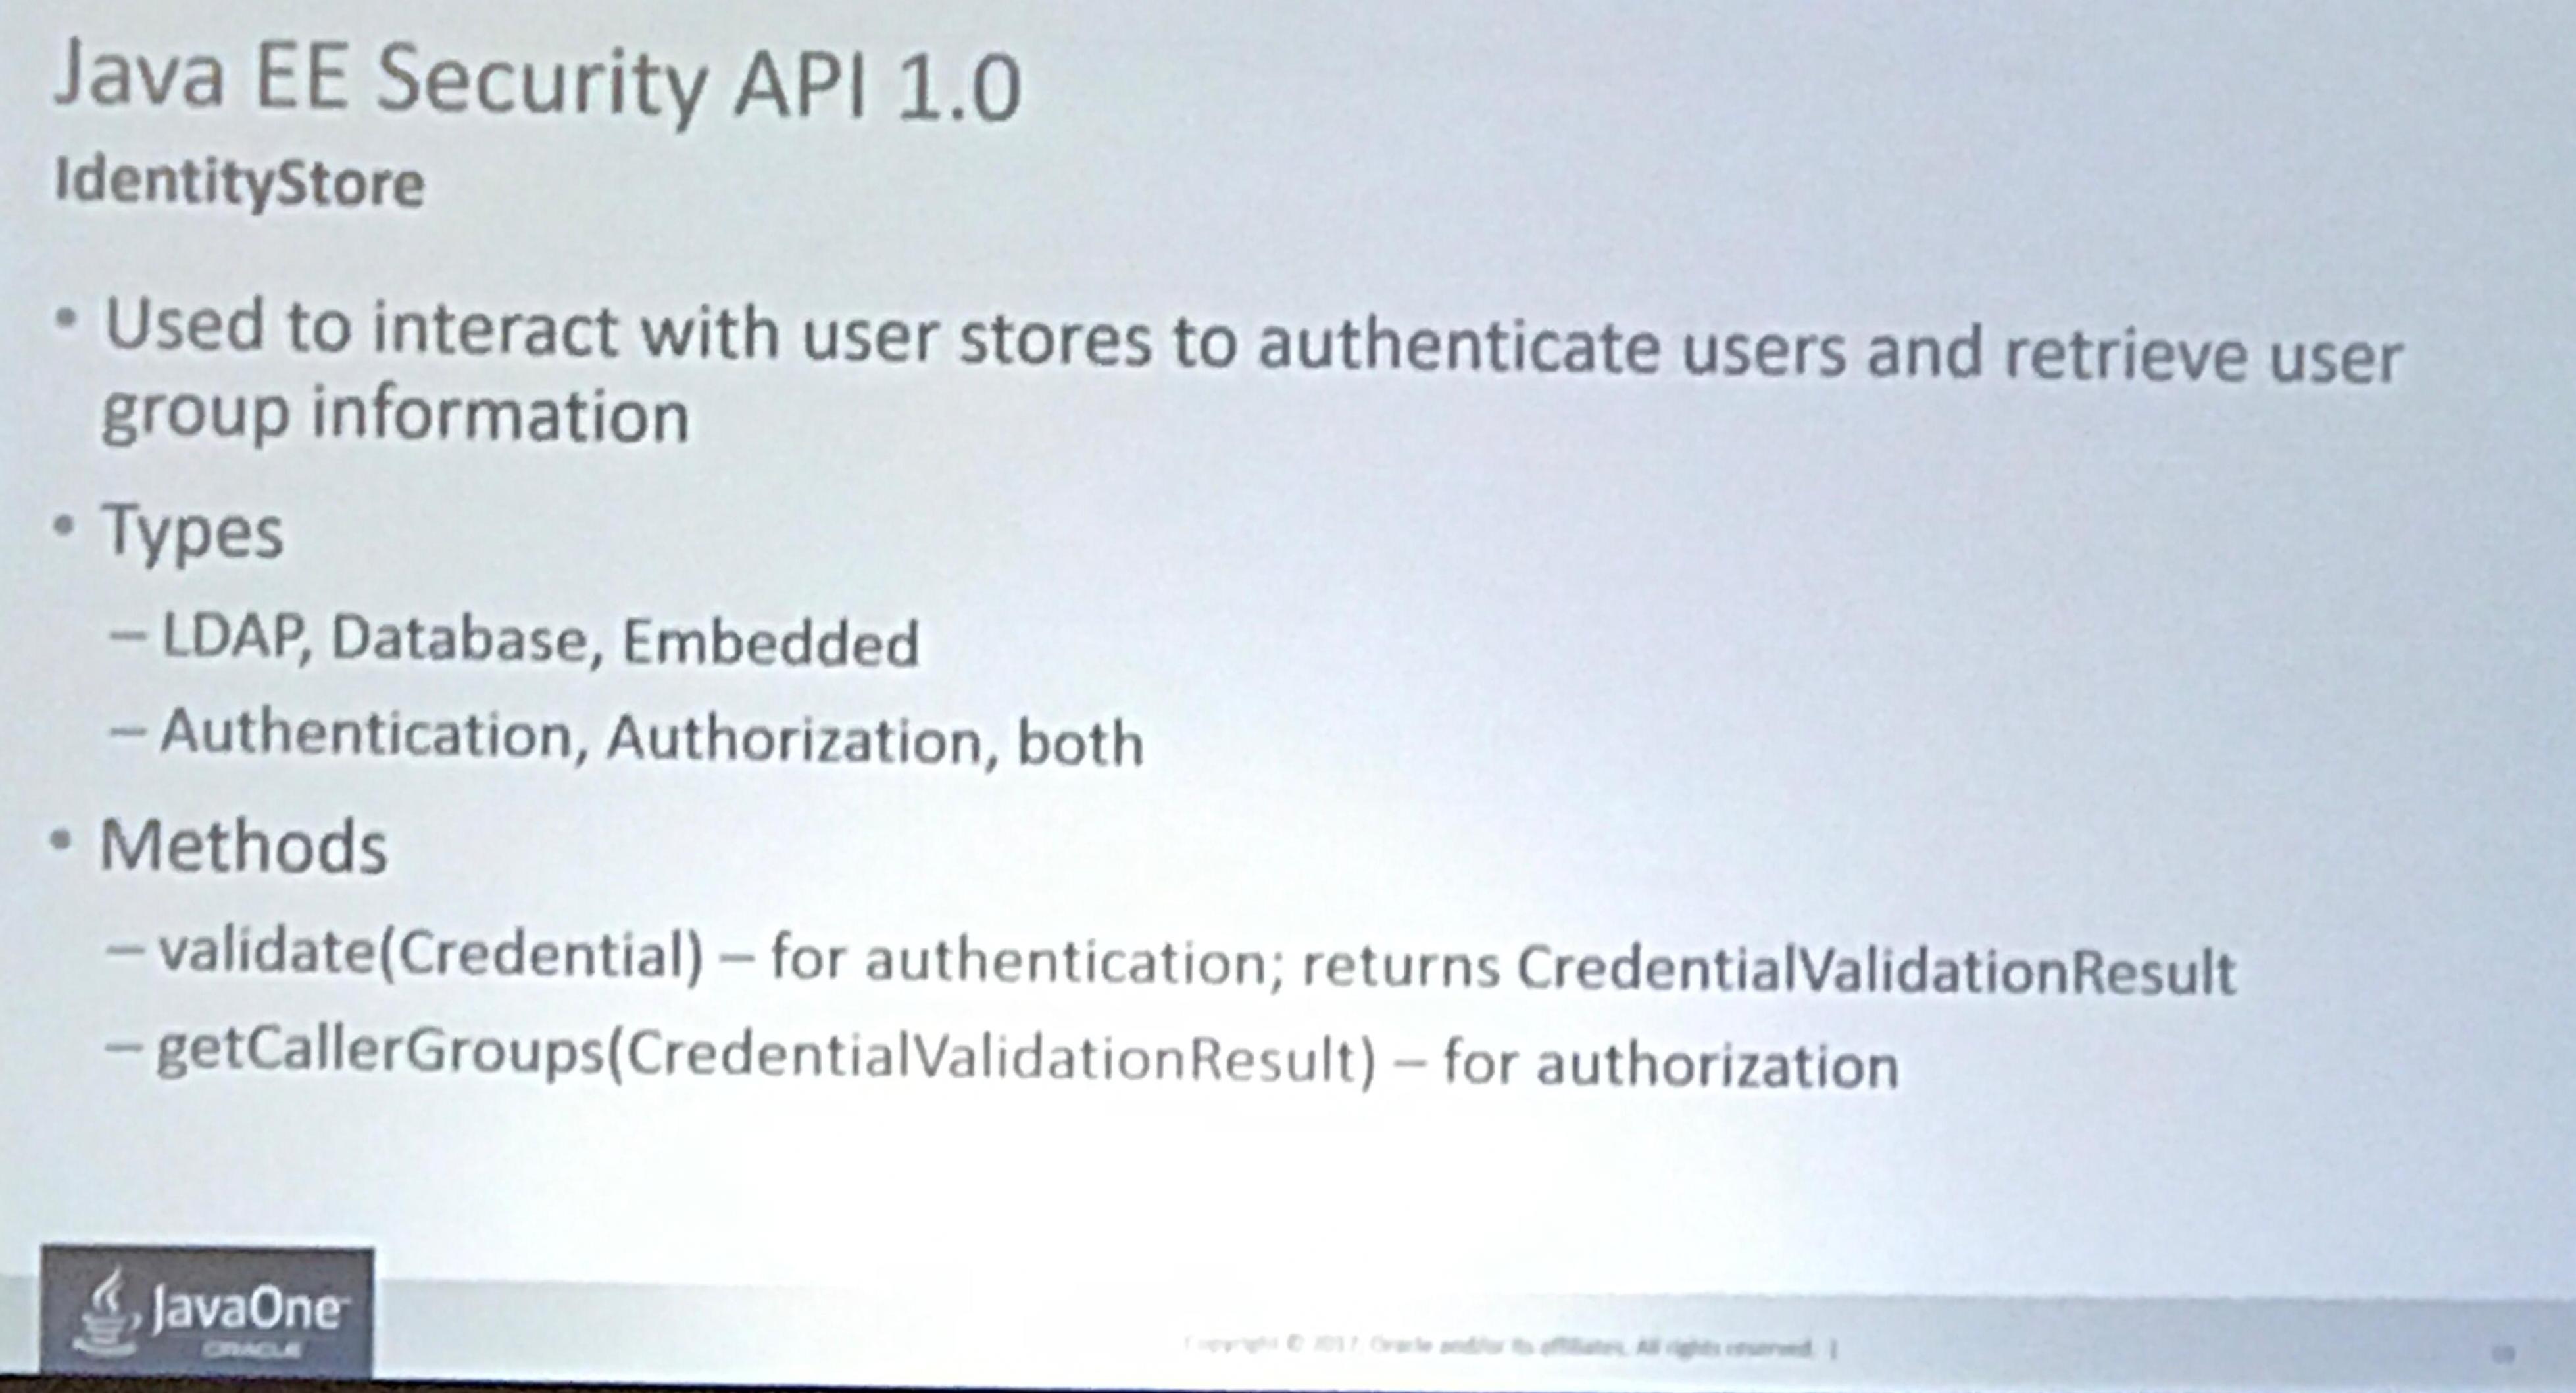 Java EE Security API 1.0
IdentityStore
• Used to interact with user stores to authenticate users and retrieve user
group information
• Types
– LDAP, Database, Embedded
– Authentication, Authorization, both
• Methods
– validate(Credential) – for authentication; returns CredentialValidationResult
– getCallerGroups(CredentialValidationResult) – for authorization
JavaOne
ORACLE
Copyright © 2017, Oracle and/or its affiliates. All rights reserved. |